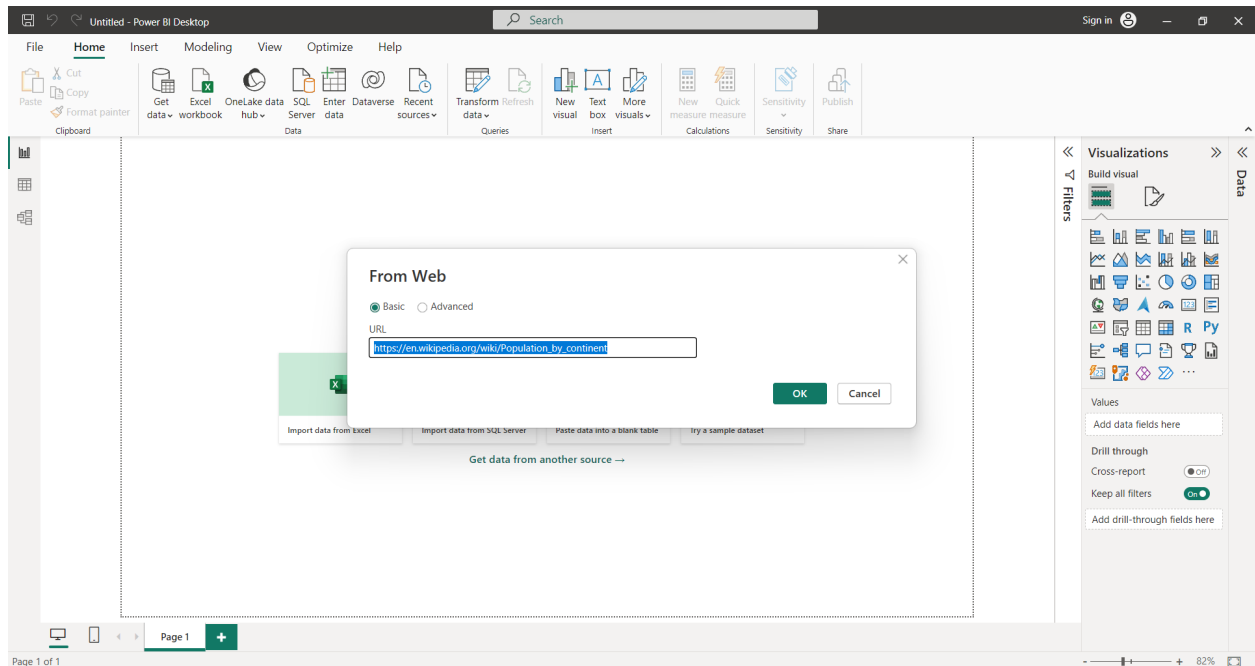 Untitled - Power BI Desktop
Search
Sign in
File Home Insert Modeling View Optimize Help
Paste
Cut
Copy
Format painter
Clipboard
Get data
Excel workbook
OneLake data hub
SQL Server
Enter data
Dataverse
Recent sources
Data
Transform data
Refresh
Queries
New visual
Text box
More visuals
Insert
New measure
Quick measure
Calculations
Sensitivity
Sensitivity
Publish
Share
From Web
Basic Advanced
URL
https://en.wikipedia.org/wiki/Population_by_continent
OK Cancel
Import data from Excel
Import data from SQL Server
Paste data into a blank table
Try a sample dataset
Get data from another source →
Filters
Visualizations
Build visual
123
R Py
123
Values
Add data fields here
Drill through
Cross-report Off
Keep all filters On
Add drill-through fields here
Data
Page 1
Page 1 of 1
- + 82%